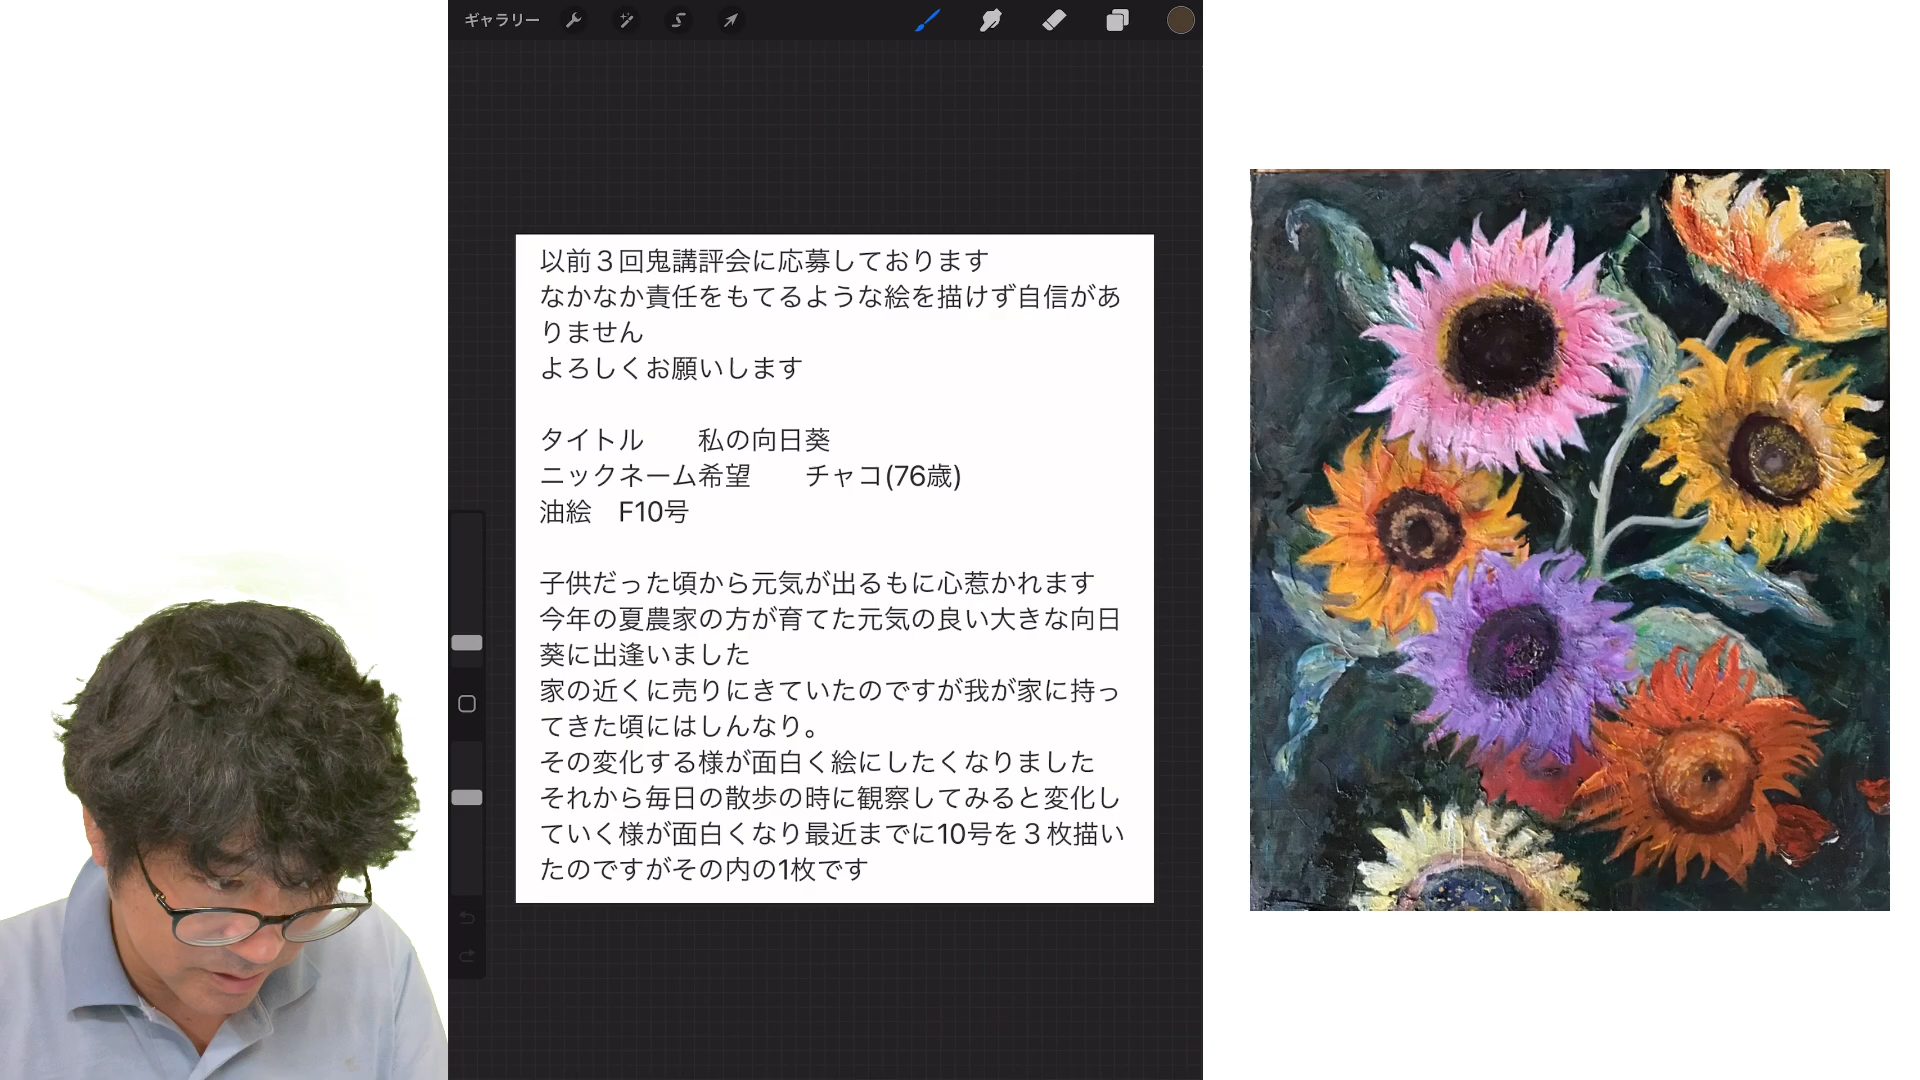 ギャラリー
以前３回鬼講評会に応募しております
なかなか責任をもてるような絵を描けず自信があ
りません
よろしくお願いします
タイトル　　私の向日葵
ニックネーム希望　　チャコ(76歳)
油絵　F10号
子供だった頃から元気が出るもに心惹かれます
今年の夏農家の方が育てた元気の良い大きな向日
葵に出逢いました
家の近くに売りにきていたのですが我が家に持っ
てきた頃にはしんなり。
その変化する様が面白く絵にしたくなりました
それから毎日の散歩の時に観察してみると変化し
ていく様が面白くなり最近までに10号を３枚描い
たのですがその内の1枚です